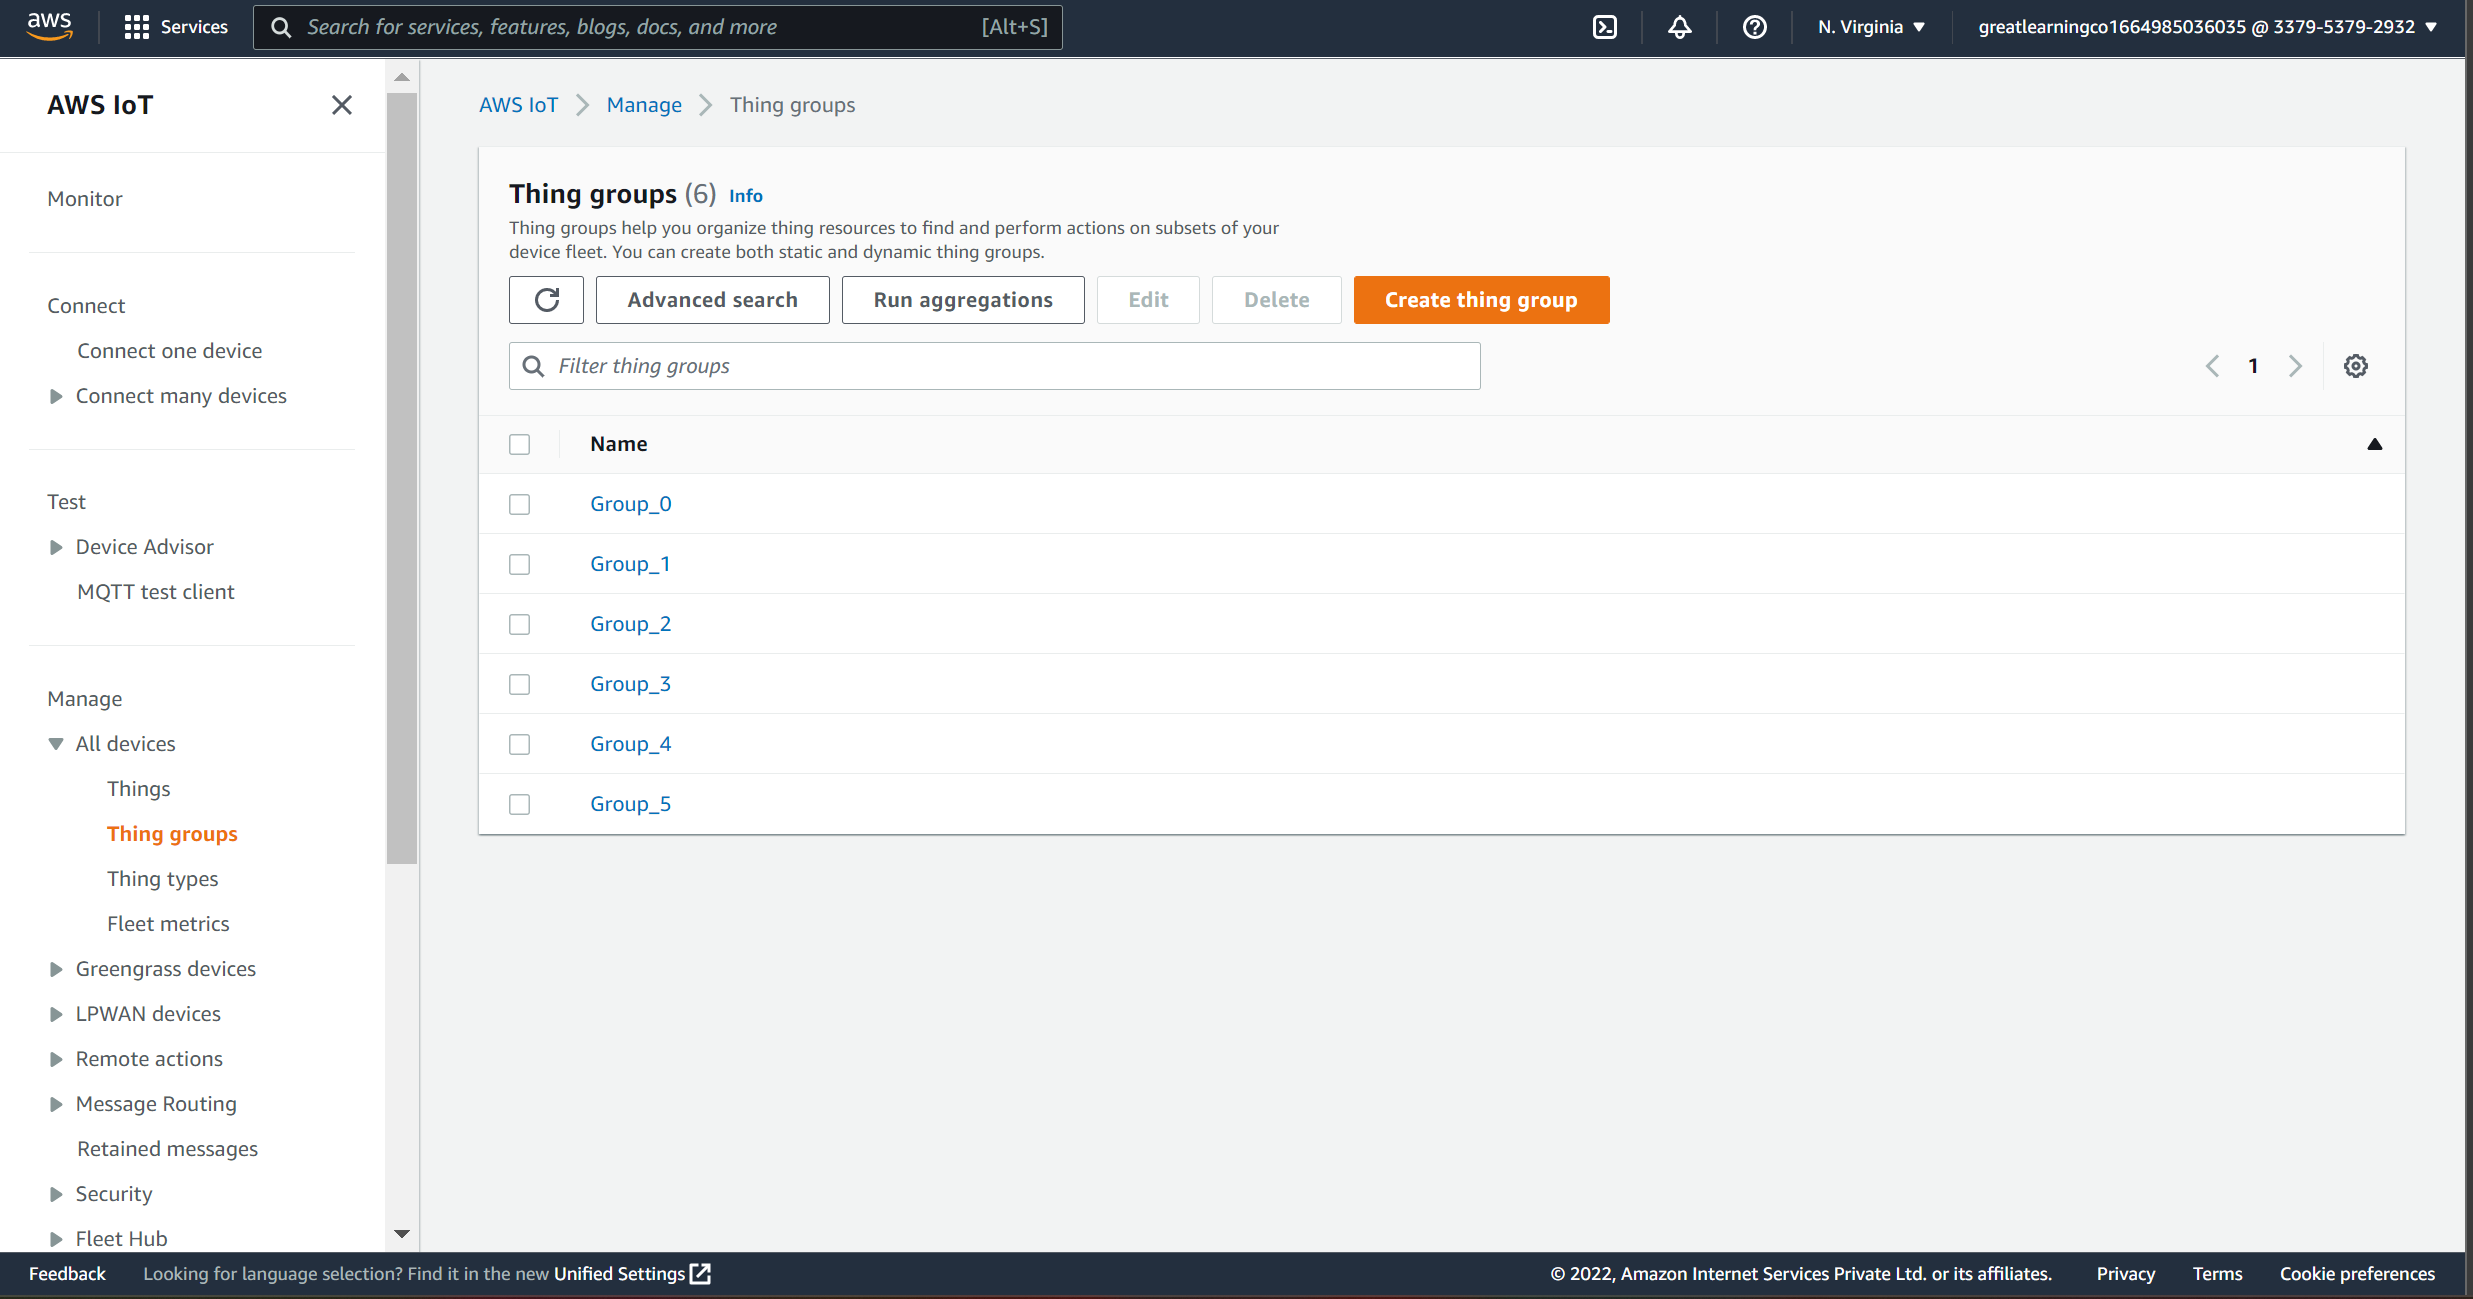 aws
Services
Search for services, features, blogs, docs, and more [Alt+S]
N. Virginia
greatlearningco1664985036035 @ 3379-5379-2932
AWS IoT
Monitor
Connect
Connect one device
Connect many devices
Test
Device Advisor
MQTT test client
Manage
All devices
Things
Thing groups
Thing types
Fleet metrics
Greengrass devices
LPWAN devices
Remote actions
Message Routing
Retained messages
Security
Fleet Hub
AWS IoT Manage Thing groups
Thing groups (6) Info
Thing groups help you organize thing resources to find and perform actions on subsets of your
device fleet. You can create both static and dynamic thing groups.
Advanced search Run aggregations Edit Delete Create thing group
Filter thing groups
1
Name
Group_0
Group_1
Group_2
Group_3
Group_4
Group_5
Feedback Looking for language selection? Find it in the new Unified Settings
© 2022, Amazon Internet Services Private Ltd. or its affiliates. Privacy Terms Cookie preferences